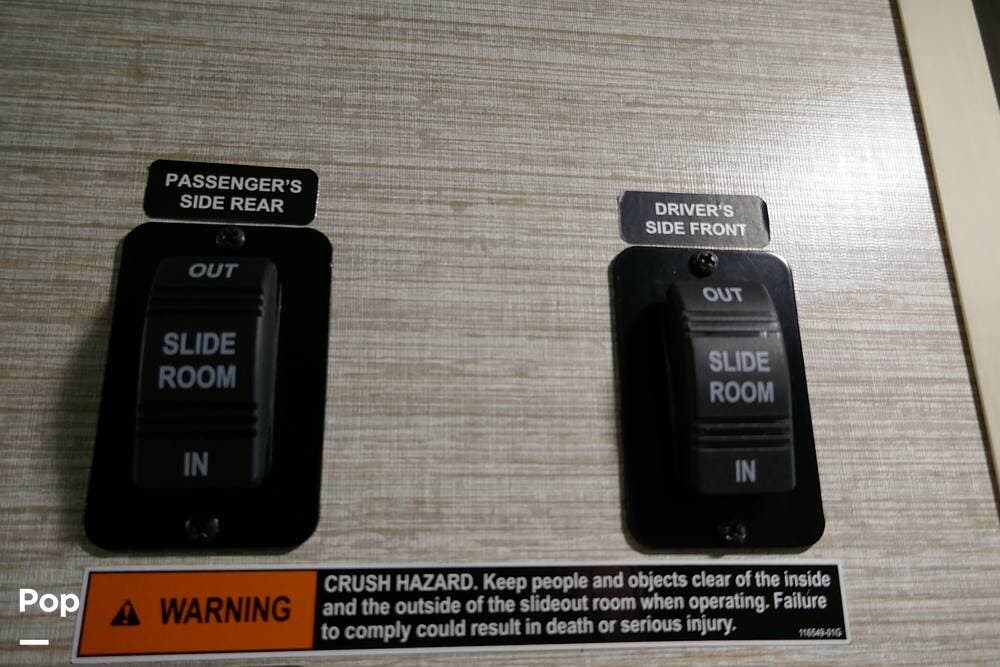 PASSENGER'S
SIDE REAR
OUT
SLIDE
ROOM
IN
DRIVER'S
SIDE FRONT
OUT
SLIDE
ROOM
IN
WARNING
CRUSH HAZARD. Keep people and objects clear of the inside
and the outside of the slideout room when operating. Failure
to comply could result in death or serious injury.
116549-01G
Pop